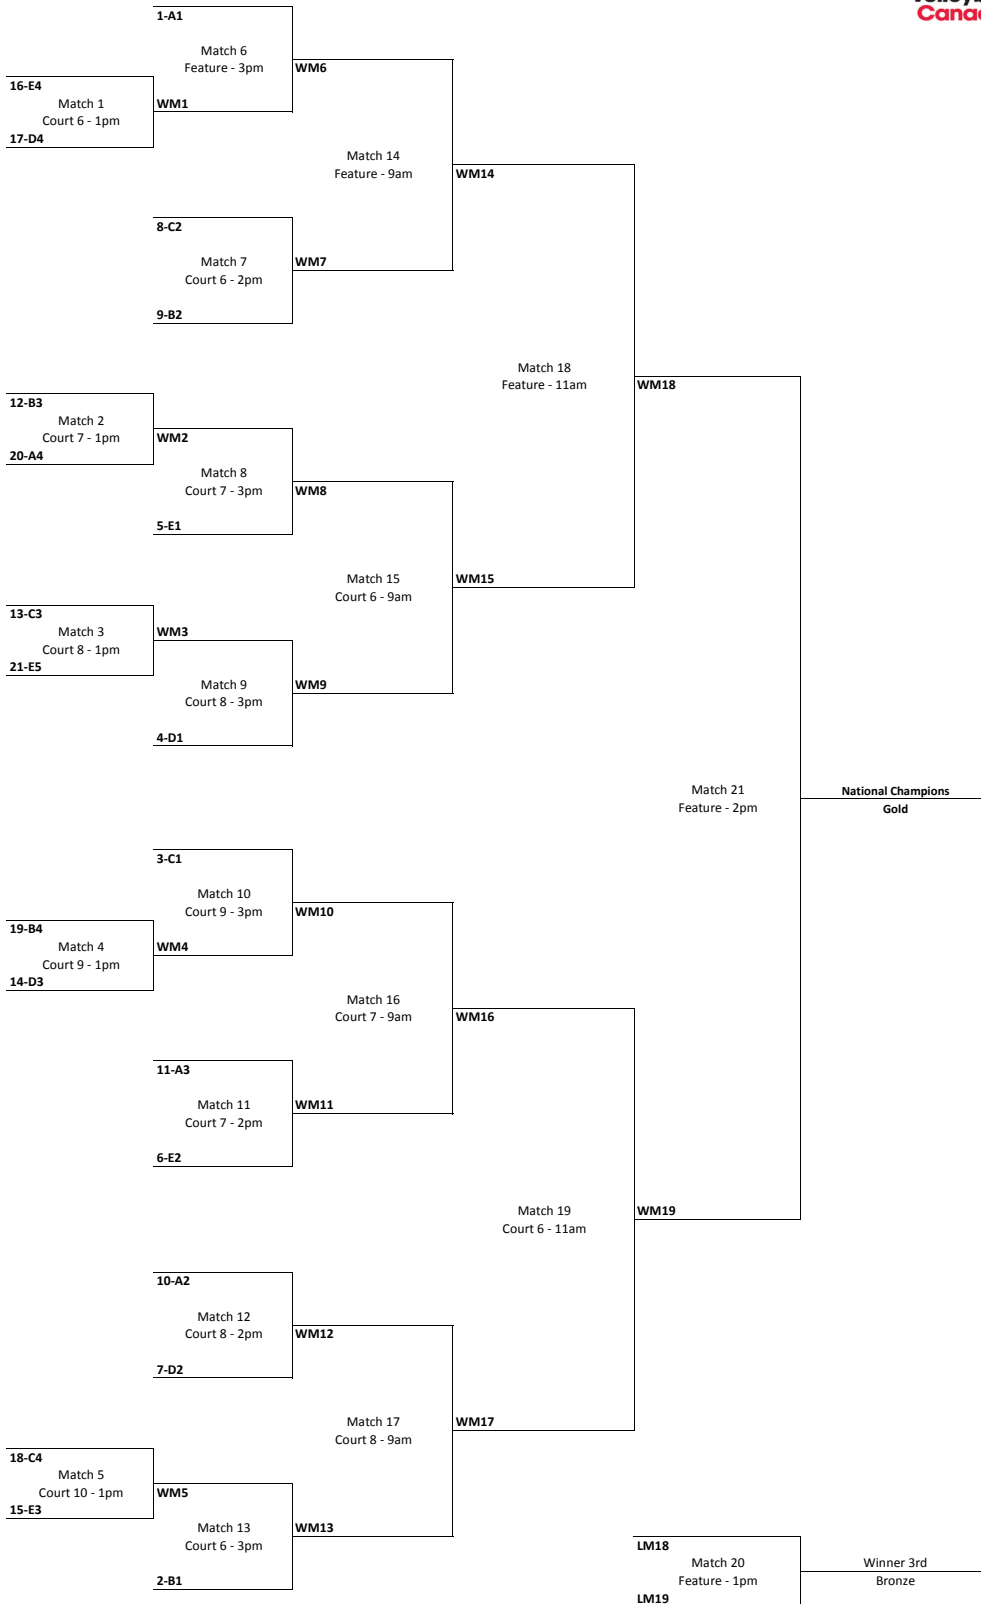 1-A1
Match 6
Feature - 3pm
WM6
16-E4
Match 1
Court 6 - 1pm
17-D4
WM1
Match 14
Feature - 9am
WM14
8-C2
Match 7
Court 6 - 2pm
WM7
9-B2
Match 18
Feature - 11am
WM18
12-B3
Match 2
Court 7 - 1pm
20-A4
WM2
Match 8
Court 7 - 3pm
WM8
5-E1
Match 15
Court 6 - 9am
WM15
13-C3
Match 3
Court 8 - 1pm
21-E5
WM3
Match 9
Court 8 - 3pm
WM9
4-D1
Match 21
Feature - 2pm
National Champions
Gold
3-C1
Match 10
Court 9 - 3pm
WM10
19-B4
Match 4
Court 9 - 1pm
14-D3
WM4
Match 16
Court 7 - 9am
WM16
11-A3
Match 11
Court 7 - 2pm
WM11
6-E2
Match 19
Court 6 - 11am
WM19
10-A2
Match 12
Court 8 - 2pm
WM12
7-D2
Match 17
Court 8 - 9am
WM17
18-C4
Match 5
Court 10 - 1pm
15-E3
WM5
Match 13
Court 6 - 3pm
WM13
2-B1
LM18
Match 20
Feature - 1pm
LM19
Winner 3rd
Bronze